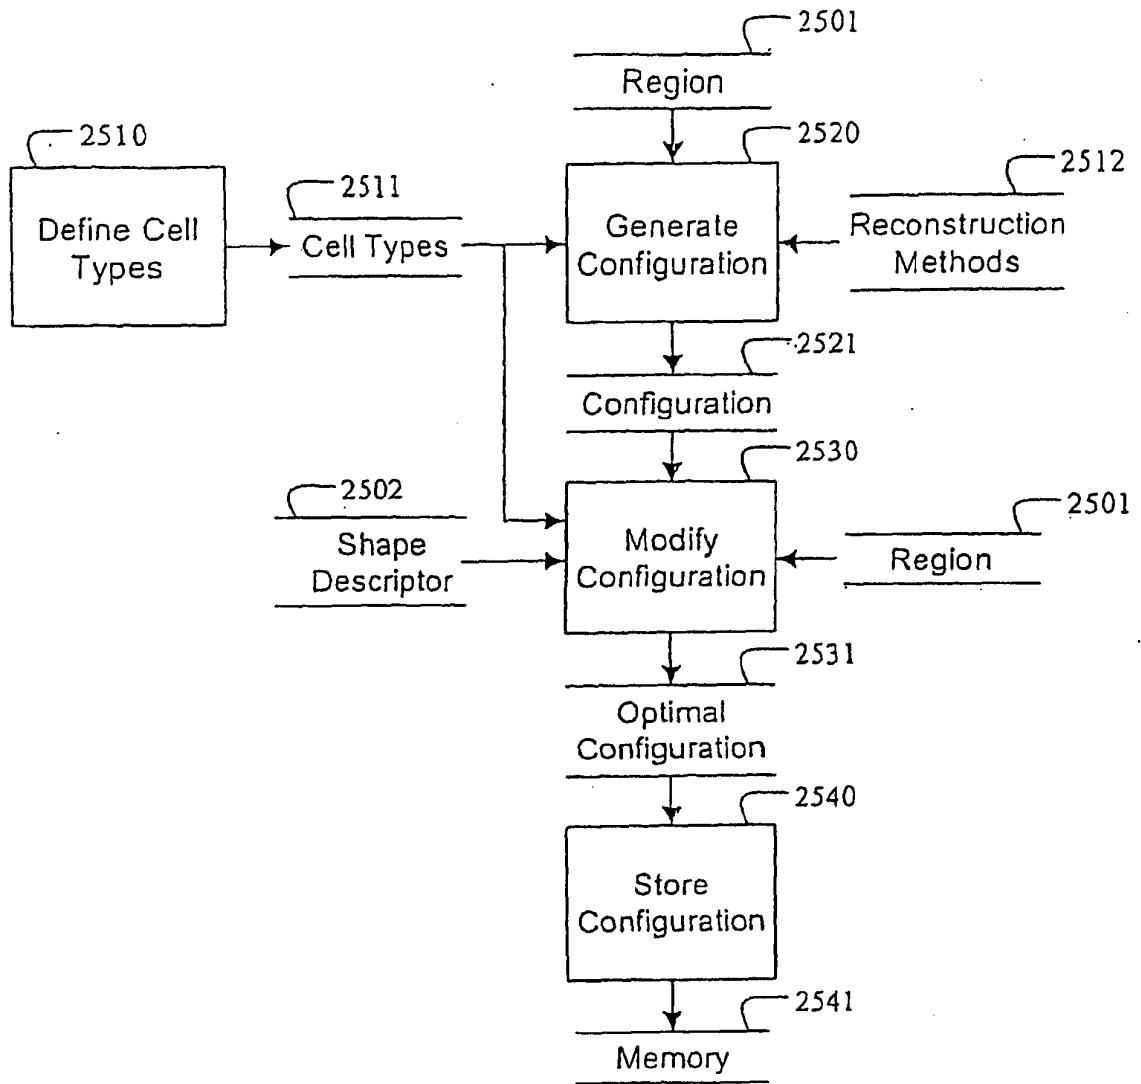 2501
Region
2510
2520
2512
2511
Define Cell
Types
Cell Types
Generate
Configuration
Reconstruction
Methods
2521
Configuration
2530
2502
2501
Shape
Descriptor
Modify
Configuration
Region
2531
Optimal
Configuration
2540
Store
Configuration
2541
Memory